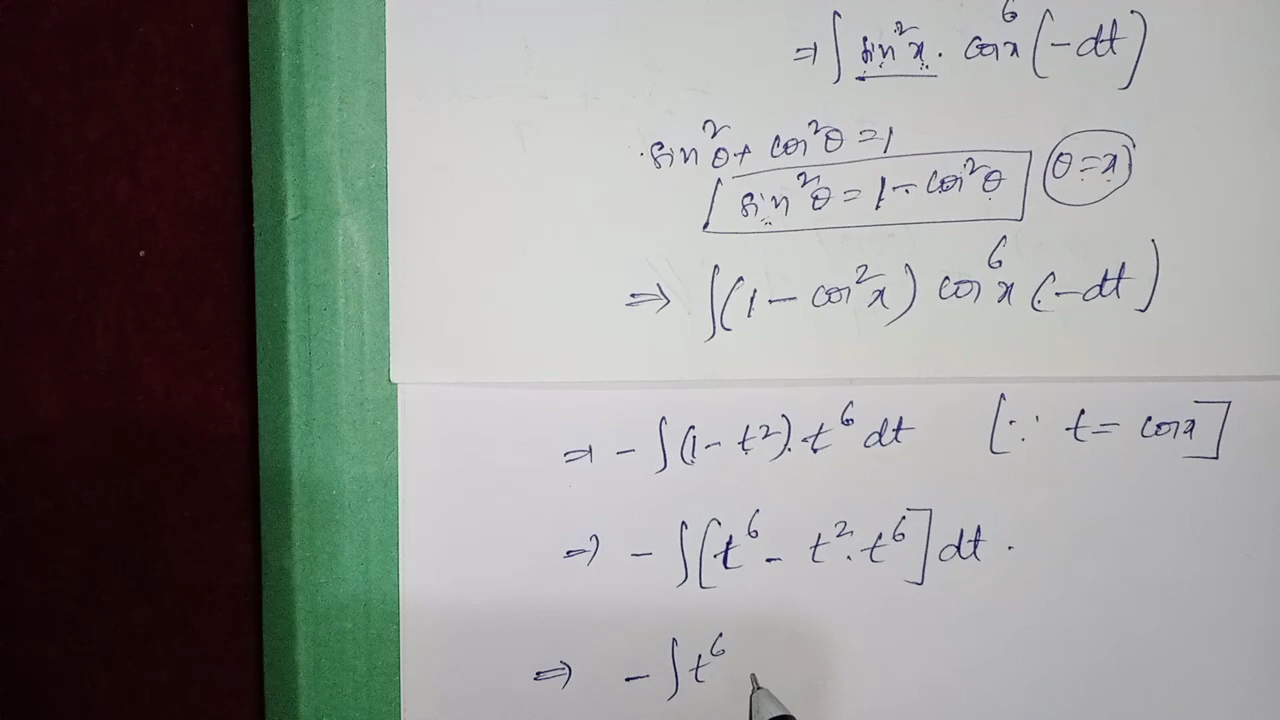 ⇒ ∫ sin²x · cos⁶x (-dt)
sin²θ + cos²θ = 1
sin²θ = 1 - cos²θ (θ = x)
⇒ ∫(1 - cos²x) cos⁶x (-dt)
⇒ - ∫(1 - t²) · t⁶ dt [∵ t = cosx]
⇒ - ∫[t⁶ - t² · t⁶] dt .
⇒ - ∫ t⁶